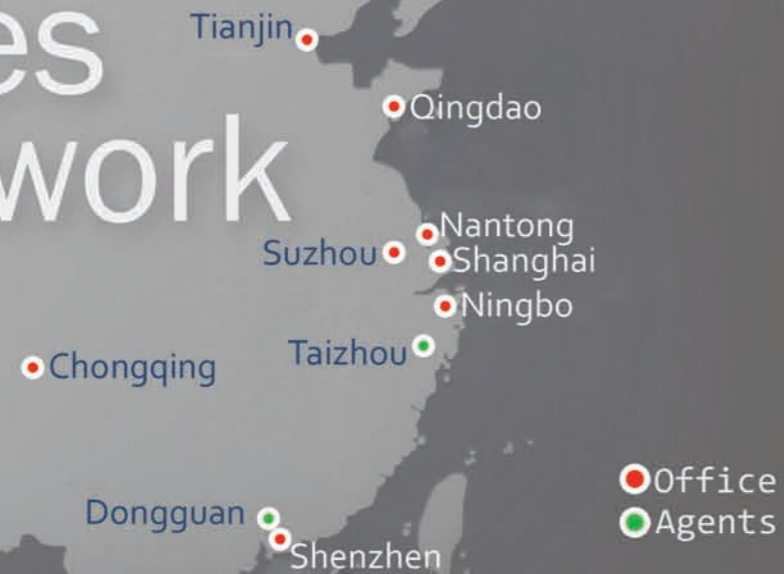 es
work
Tianjin
Qingdao
Nantong
Suzhou
Shanghai
Ningbo
Taizhou
Chongqing
Dongguan
Shenzhen
Office
Agents